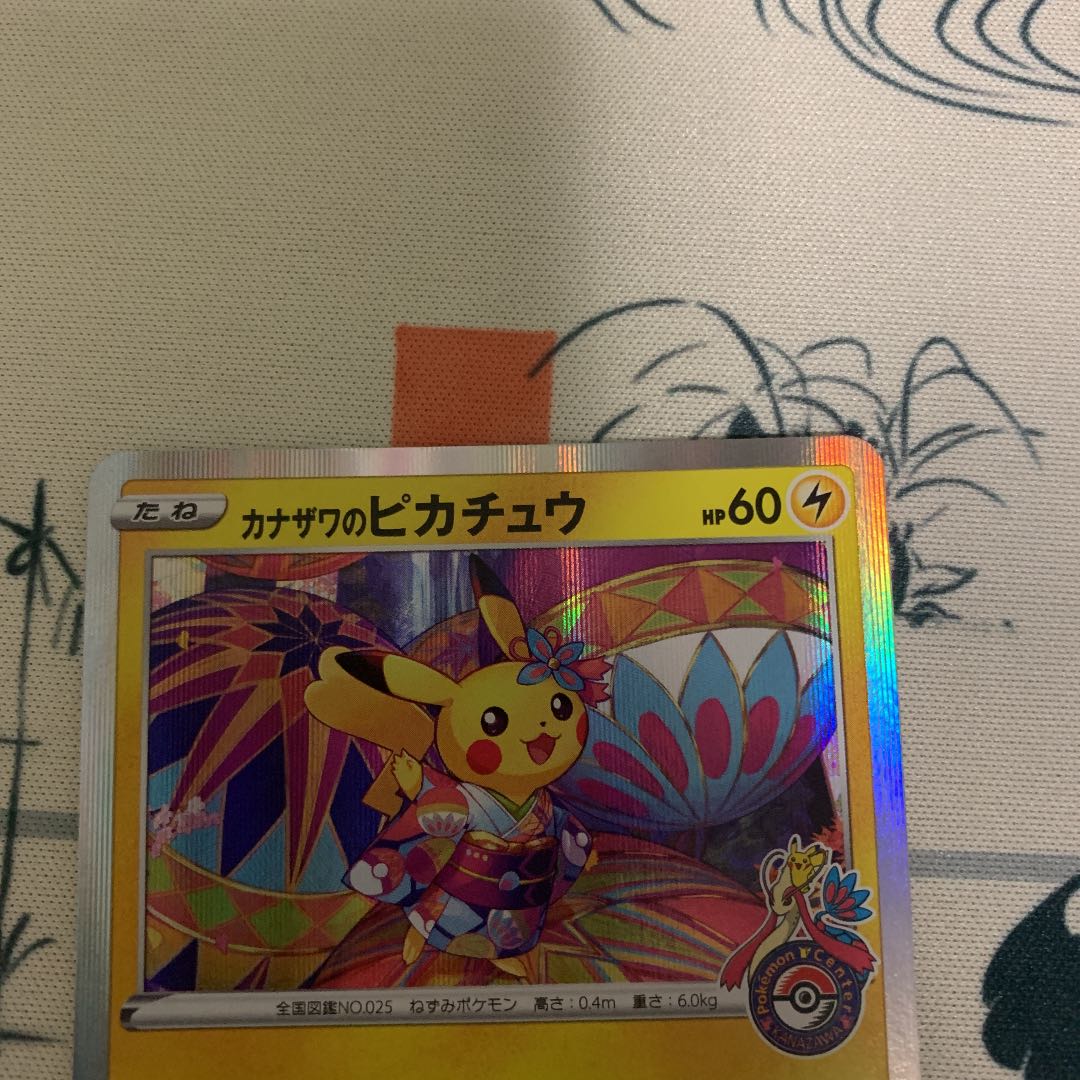 たね
カナザワのピカチュウ HP60
全国図鑑NO.025 ねずみポケモン 高さ:0.4m 重さ:6.0kg
Pokémon Center
KANAZAWA